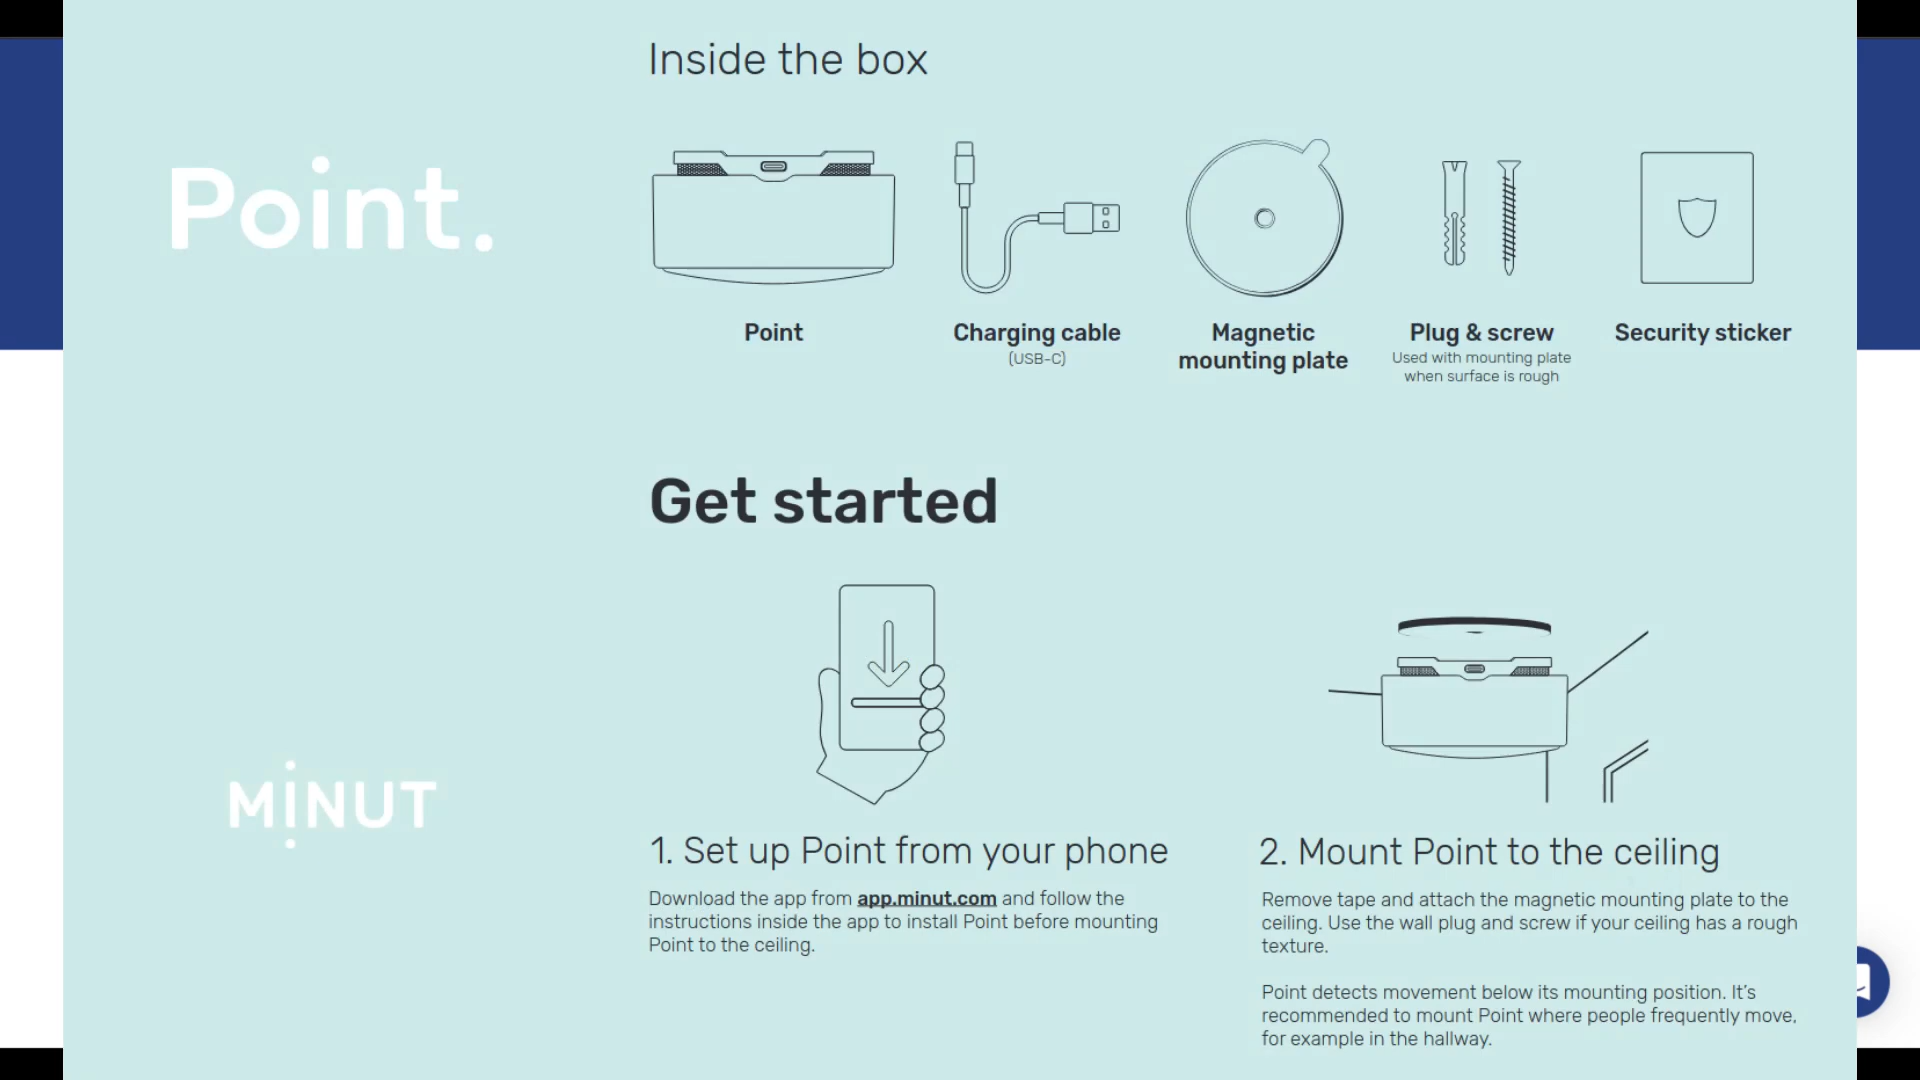 Inside the box
Point.
Point
Charging cable
(USB-C)
Magnetic
mounting plate
Plug & screw
Used with mounting plate
when surface is rough
Security sticker
Get started
MINUT
1. Set up Point from your phone
Download the app from app.minut.com and follow the
instructions inside the app to install Point before mounting
Point to the ceiling.
2. Mount Point to the ceiling
Remove tape and attach the magnetic mounting plate to the
ceiling. Use the wall plug and screw if your ceiling has a rough
texture.
Point detects movement below its mounting position. It's
recommended to mount Point where people frequently move,
for example in the hallway.